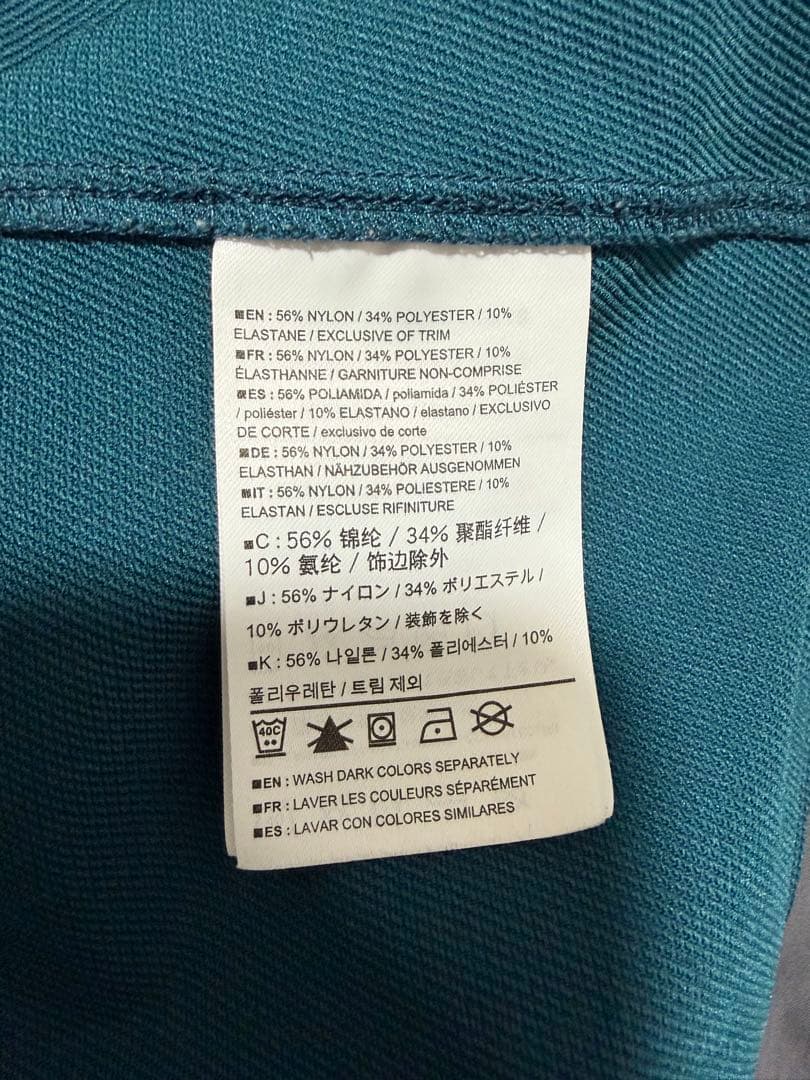 EN : 56% NYLON / 34% POLYESTER / 10%
ELASTANE / EXCLUSIVE OF TRIM
FR : 56% NYLON / 34% POLYESTER / 10%
ÉLASTHANNE / GARNITURE NON-COMPRISE
ES : 56% POLIAMIDA / poliamida / 34% POLIÉSTER
/ poliéster / 10% ELASTANO / elastano / EXCLUSIVO
DE CORTE / exclusivo de corte
DE : 56% NYLON / 34% POLYESTER / 10%
ELASTHAN / NÄHZUBEHÖR AUSGENOMMEN
IT : 56% NYLON / 34% POLIESTERE / 10%
ELASTAN / ESCLUSE RIFINITURE
C : 56% 锦纶 / 34% 聚酯纤维 /
10% 氨纶 / 饰边除外
J : 56% ナイロン / 34% ポリエステル /
10% ポリウレタン / 装飾を除く
K : 56% 나일론 / 34% 폴리에스터 / 10%
폴리우레탄 / 트림 제외
40C
EN : WASH DARK COLORS SEPARATELY
FR : LAVER LES COULEURS SÉPARÉMENT
ES : LAVAR CON COLORES SIMILARES